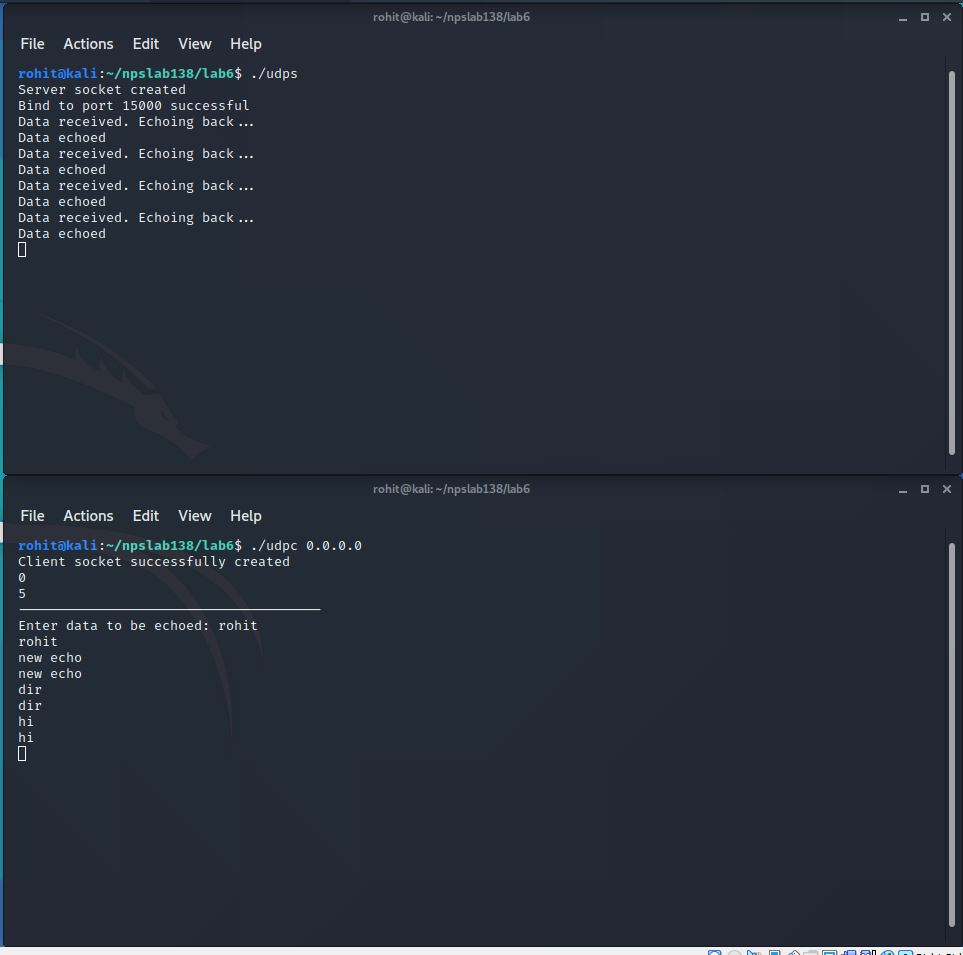 rohit@kali: ~/npslab138/lab6
File Actions Edit View Help
rohit@kali:~/npslab138/lab6$ ./udps
Server socket created
Bind to port 15000 successful
Data received. Echoing back...
Data echoed
Data received. Echoing back...
Data echoed
Data received. Echoing back...
Data echoed
Data received. Echoing back...
Data echoed
rohit@kali: ~/npslab138/lab6
File Actions Edit View Help
rohit@kali:~/npslab138/lab6$ ./udpc 0.0.0.0
Client socket successfully created
0
5
Enter data to be echoed: rohit
rohit
new echo
new echo
dir
dir
hi
hi